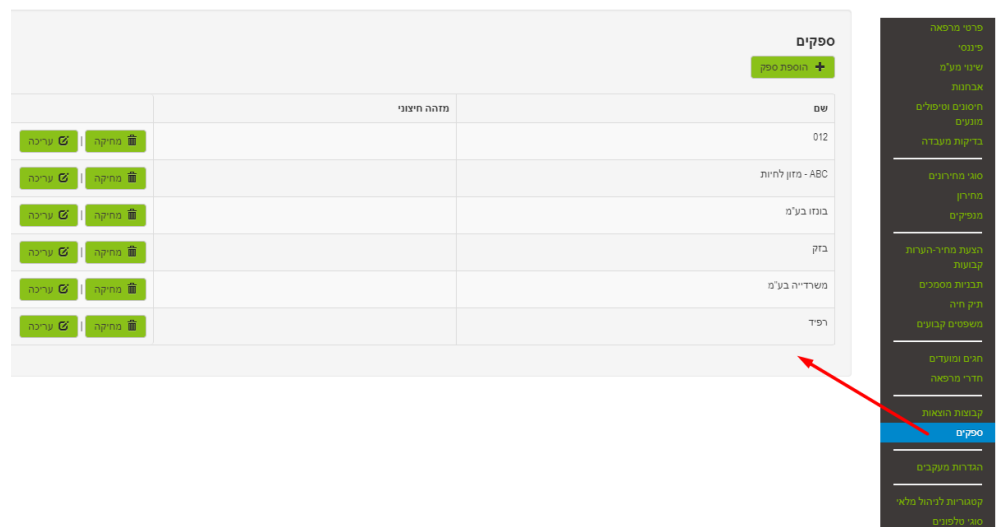 ספקים
הוספת ספק
שם מזהה חיצוני
012 מחיקה | עריכה
ABC - מזון לחיות מחיקה | עריכה
בונזו בע"מ מחיקה | עריכה
בזק מחיקה | עריכה
משרדייה בע"מ מחיקה | עריכה
רפיד מחיקה | עריכה
פרטי מרפאה
פיננסי
שינוי מע"מ
אבחנות
חיסונים וטיפולים
מונעים
בדיקות מעבדה
סוגי מחירונים
מחירון
מנפיקים
הצעת מחיר-הערות
קבועות
תבניות מסמכים
תיק חיה
משפטים קבועים
חגים ומועדים
חדרי מרפאה
קבוצות הוצאות
ספקים
הגדרות מעקבים
קטגוריות לניהול מלאי
סוגי טלפונים